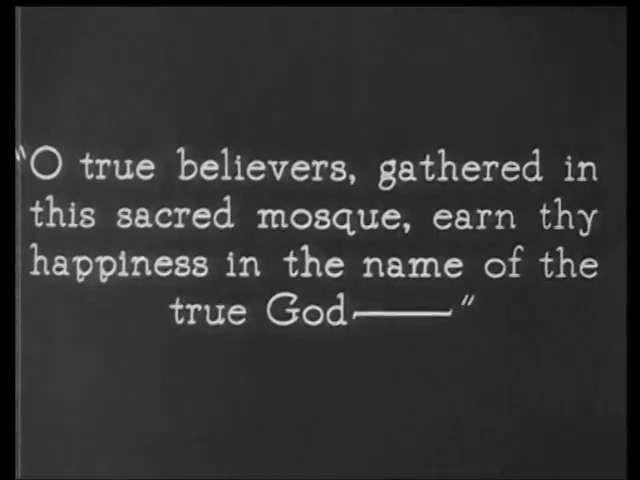 "O true believers, gathered in
this sacred mosque, earn thy
happiness in the name of the
true God——"